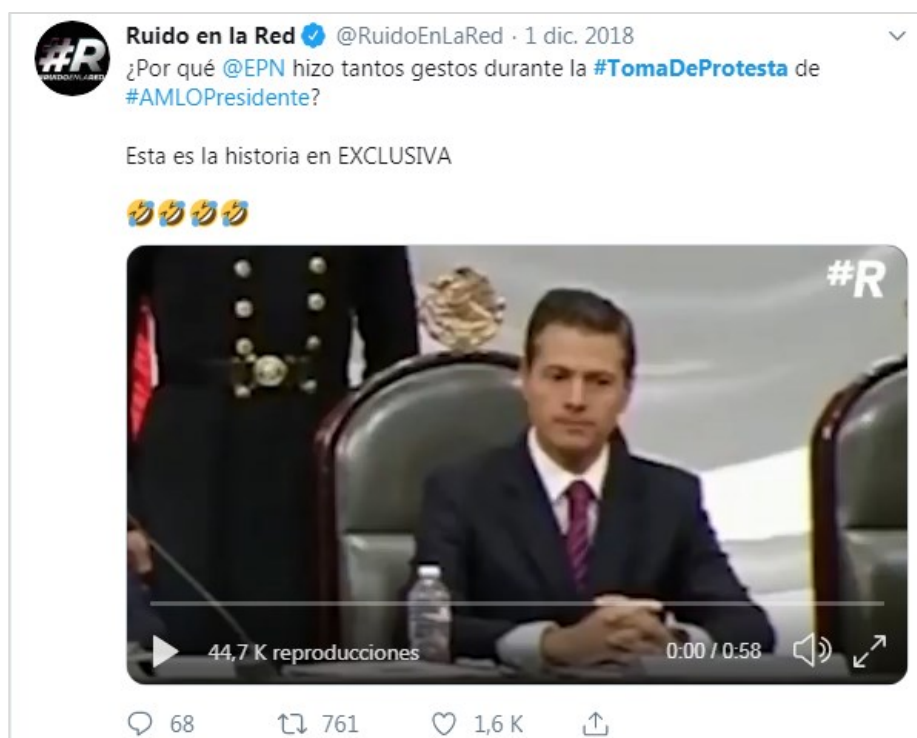 Ruido en la Red @RuidoEnLaRed · 1 dic. 2018
¿Por qué @EPN hizo tantos gestos durante la #TomaDeProtesta de
#AMLOPresidente?
Esta es la historia en EXCLUSIVA
#R
#RUIDOENLARED
#R
44,7 K reproducciones
0:00 / 0:58
68
761
1,6 K